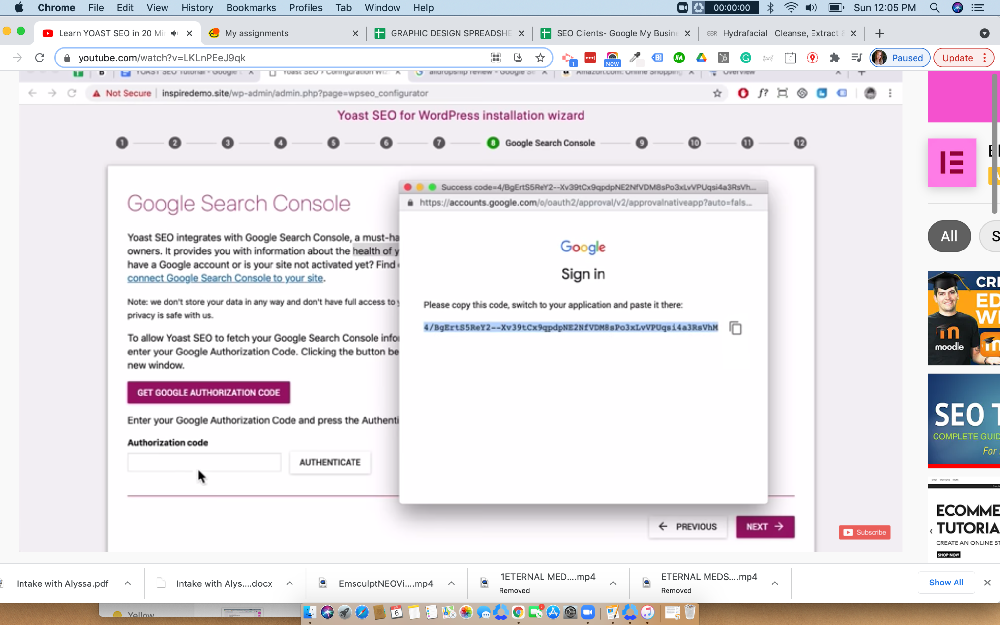 Chrome File Edit View History Bookmarks Profiles Tab Window Help 00:00:00 Sun 12:05 PM
Learn YOAST SEO in 20 Mi My assignments GRAPHIC DESIGN SPREADSHE SEO Clients- Google My Busin Hydrafacial | Cleanse, Extract
youtube.com/watch?v=LKLnPEeJ9qk 1 New Paused Update
YOAST SEO Tutorial - Google Yoast SEO > Configuration Wiz alidropship review - Google Se Amazon.com: Online Shopping Overview
Not Secure | inspiredemo.site/wp-admin/admin.php?page=wpseo_configurator f?
Yoast SEO for WordPress installation wizard
1 2 3 4 5 6 7 8 Google Search Console 9 10 11 12
Google Search Console
Yoast SEO integrates with Google Search Console, a must-ha
owners. It provides you with information about the health of y
have a Google account or is your site not activated yet? Find
connect Google Search Console to your site.
Note: we don't store your data in any way and don't have full access to
privacy is safe with us.
To allow Yoast SEO to fetch your Google Search Console info
enter your Google Authorization Code. Clicking the button be
new window.
GET GOOGLE AUTHORIZATION CODE
Enter your Google Authorization Code and press the Authenti
Authorization code
AUTHENTICATE
Success code=4/BgErtS5ReY2--Xv39tCx9qpdpNE2NfVDM8sPo3xLvVPUqsi4a3RsVh...
https://accounts.google.com/o/oauth2/approval/v2/approvalnativeapp?auto=fals...
Google
Sign in
Please copy this code, switch to your application and paste it there:
4/BgErtS5ReY2--Xv39tCx9qpdpNE2NfVDM8sPo3xLvVPUqsi4a3RsVhM
PREVIOUS NEXT
Subscribe
All S
CRE
ED
WE
moodle
SEO T
COMPLETE GUID
For
ECOMME
TUTORIA
CREATE AN ONLINE ST
SHOP NOW
Intake with Alyssa.pdf Intake with Alys....docx EmsculptNEOVi....mp4 1ETERNAL MED....mp4 ETERNAL MEDS....mp4 Show All
Removed Removed
Yellow
6 2